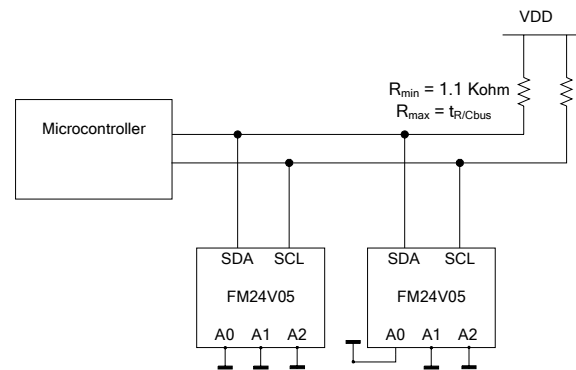 VDD
Rmin = 1.1 Kohm
Rmax = tR/Cbus
Microcontroller
SDA SCL
FM24V05
A0 A1 A2
SDA SCL
FM24V05
A0 A1 A2